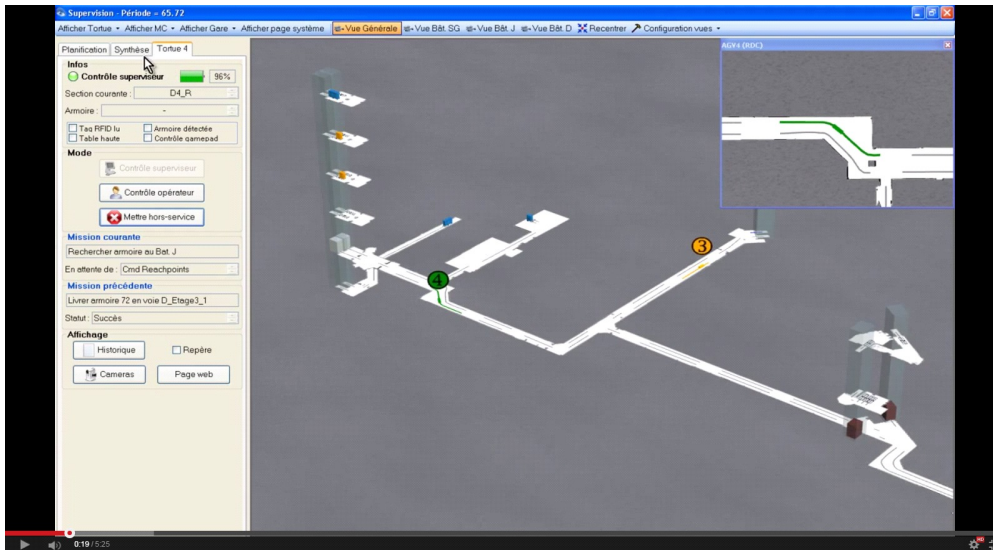 Supervision - Période = 65.72
Afficher Tortue Afficher MC Afficher Gare Afficher page système Vue Générale Vue Bât. SG Vue Bât. J Vue Bât. D Recentrer Configuration vues
Planification Synthèse Tortue 4
Infos
Contrôle superviseur 96%
Section courante : D4_R
Armoire : -
Tag RFID lu Armoire détectée
Table haute Contrôle gamepad
Mode
Contrôle superviseur
Contrôle opérateur
Mettre hors-service
Mission courante
Rechercher armoire au Bat. J
En attente de : Cmd Reachpoints
Mission précédente
Livrer armoire 72 en voie D_Etage3_1
Statut : Succès
Affichage
Historique Repère
Cameras Page web
AGV4 (RDC)
3
4
0:19 / 5:25
HD